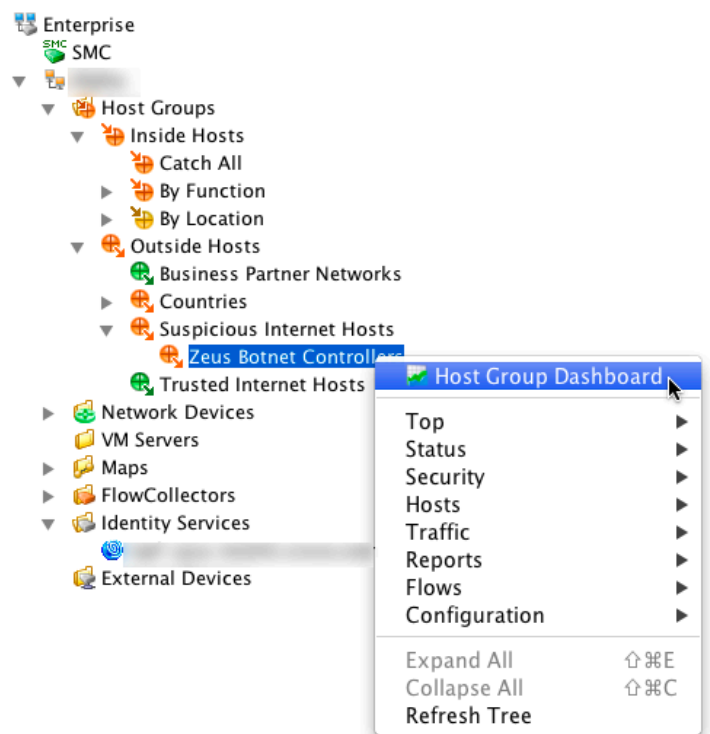 Enterprise
SMC SMC
Host Groups
Inside Hosts
Catch All
By Function
By Location
Outside Hosts
Business Partner Networks
Countries
Suspicious Internet Hosts
Zeus Botnet Controllers
Trusted Internet Hosts
Network Devices
VM Servers
Maps
FlowCollectors
Identity Services
External Devices
Host Group Dashboard
Top
Status
Security
Hosts
Traffic
Reports
Flows
Configuration
Expand All ⇧⌘E
Collapse All ⇧⌘C
Refresh Tree